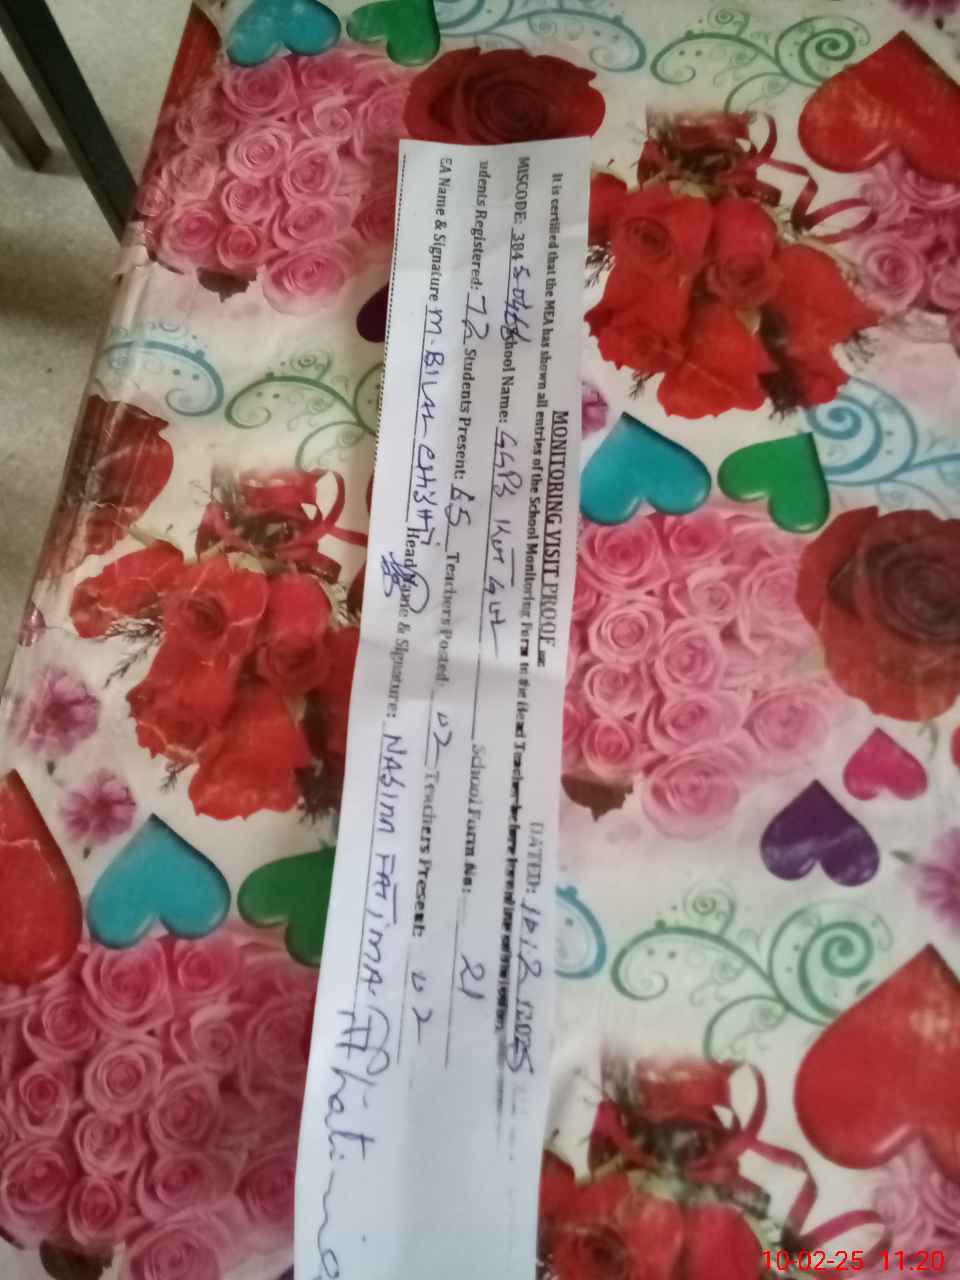 MONITORING VISIT PROOF
DATED: 10/2/2025
It is certified that the MEA has shown all entries of the School Monitoring Form to the Head Teacher before
MISCODE: 384 School Name: GGPS Kot
udents Registered: 72 Students Present: 65 School Form No: 21
Teachers Posted: 02 Teachers Present: 02
EA Name & Signature M. BILAL CHISHTI Head Name & Signature: NASIMA FATIMA.
10-02-25 11:20